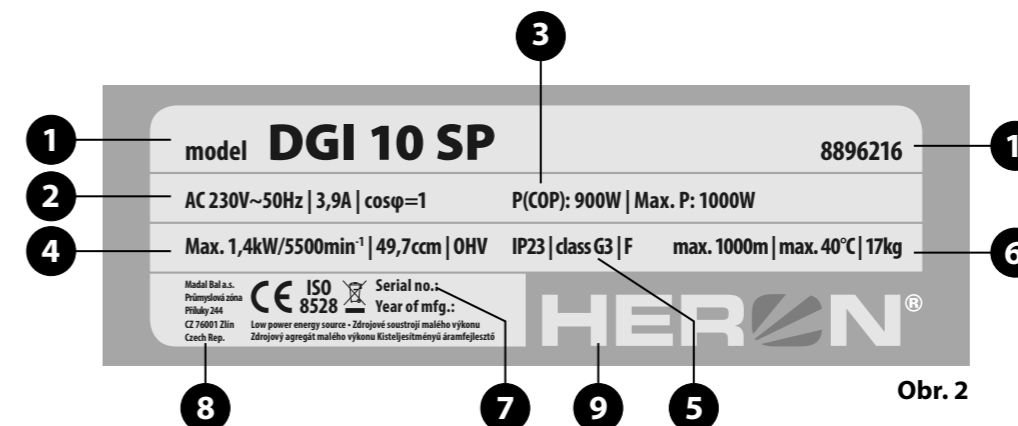 3
1 model DGI 10 SP 8896216 1
2 AC 230V~50Hz | 3,9A | cosφ=1 P(COP): 900W | Max. P: 1000W
4 Max. 1,4kW/5500min⁻¹ | 49,7ccm | OHV IP23 | class G3 | F max. 1000m | max. 40°C | 17kg 6
Madal Bal a.s.
Průmyslová zóna
Příluky 244
CZ 76001 Zlín
Czech Rep.
CE ISO 8528
Serial no.:
Year of mfg.:
Low power energy source • Zdrojové soustrojí malého výkonu
Zdrojový agregát malého výkonu Kisteljesítményű áramfejlesztő
HERON®
8 7 9 5
Obr. 2